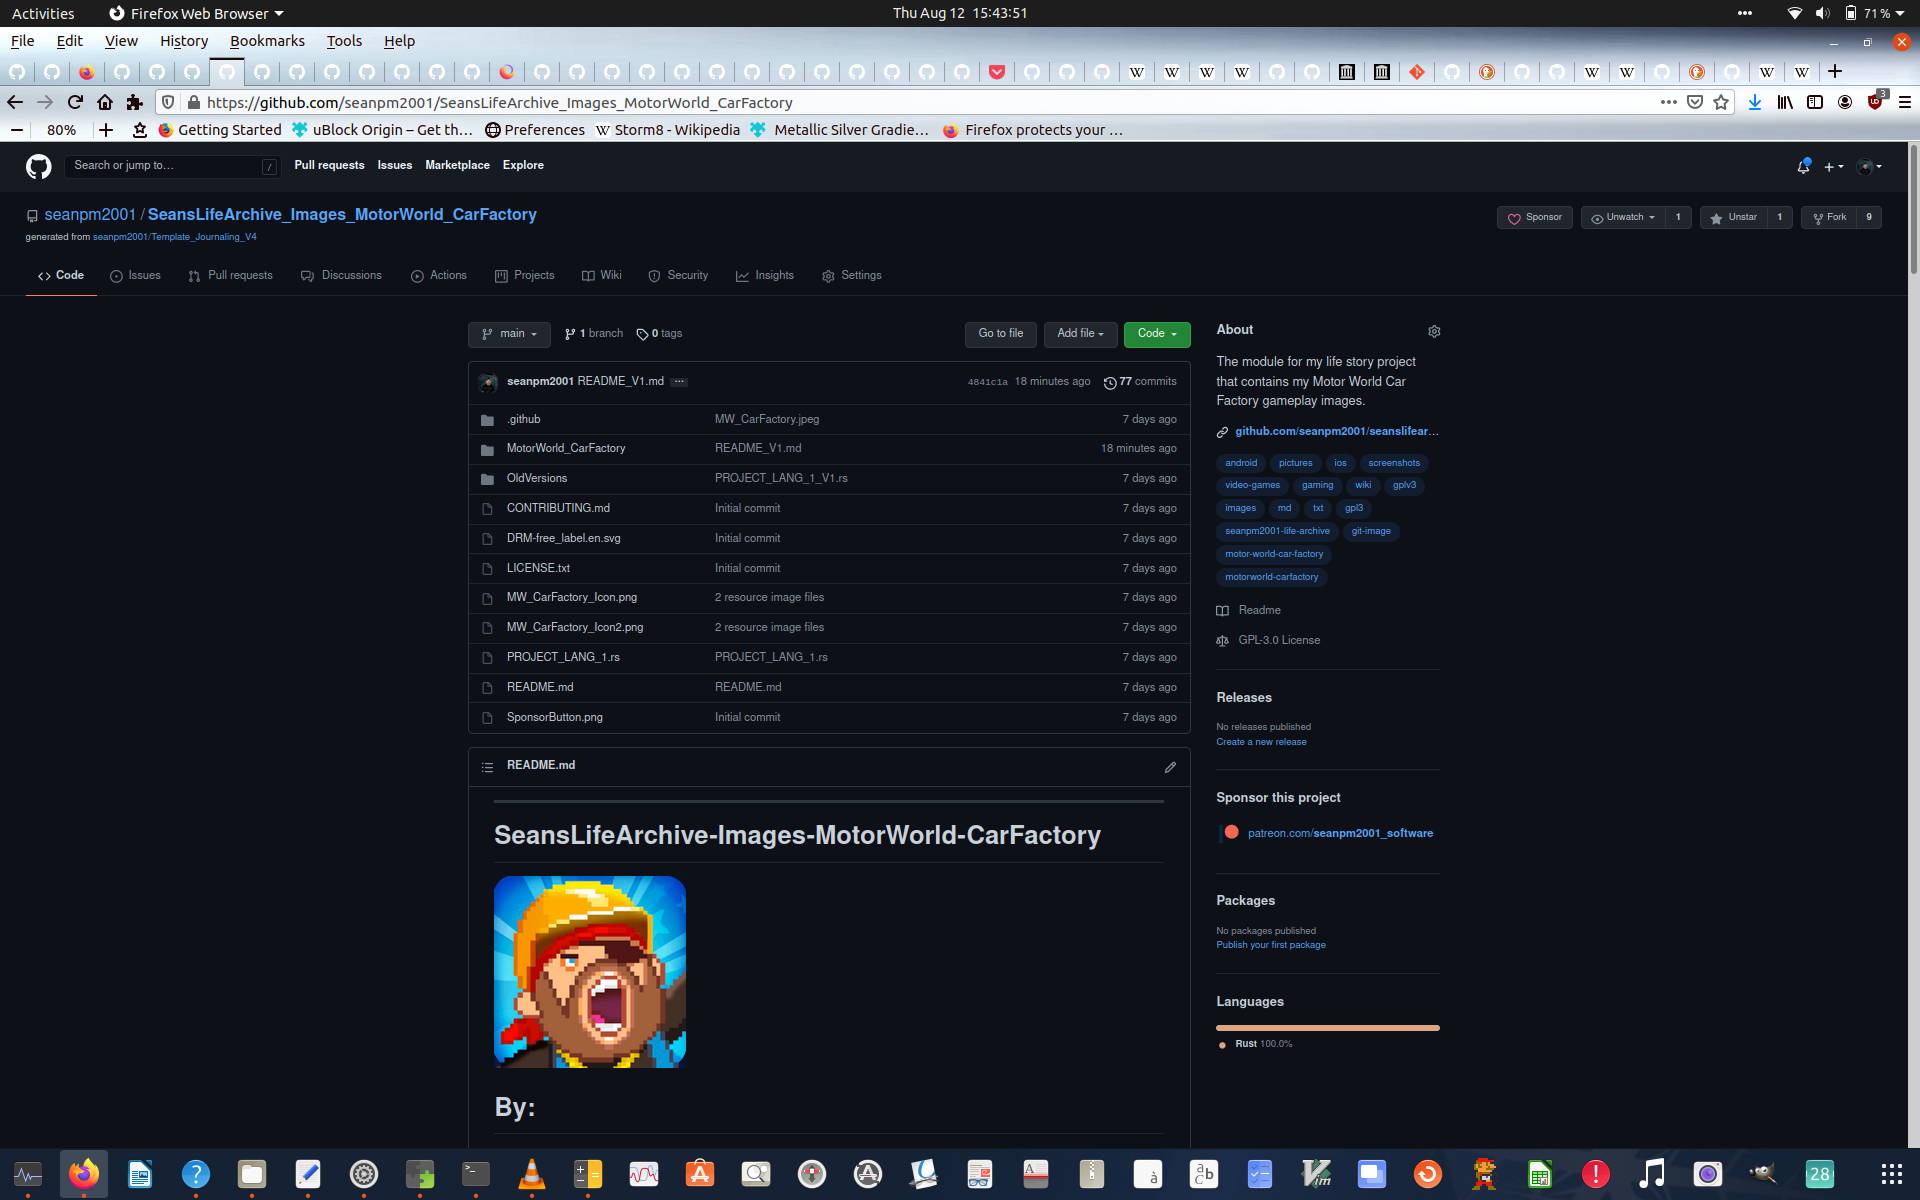 Activities Firefox Web Browser Thu Aug 12 15:43:51 71 %
File Edit View History Bookmarks Tools Help
https://github.com/seanpm2001/SeansLifeArchive_Images_MotorWorld_CarFactory 3
80% Getting Started uBlock Origin – Get th… Preferences Storm8 - Wikipedia Metallic Silver Gradie… Firefox protects your …
Search or jump to… / Pull requests Issues Marketplace Explore
seanpm2001 / SeansLifeArchive_Images_MotorWorld_CarFactory Sponsor Unwatch 1 Unstar 1 Fork 9
generated from seanpm2001/Template_Journaling_V4
Code Issues Pull requests Discussions Actions Projects Wiki Security Insights Settings
main 1 branch 0 tags Go to file Add file Code
seanpm2001 README_V1.md ... 4841c1a 18 minutes ago 77 commits
.github MW_CarFactory.jpeg 7 days ago
MotorWorld_CarFactory README_V1.md 18 minutes ago
OldVersions PROJECT_LANG_1_V1.rs 7 days ago
CONTRIBUTING.md Initial commit 7 days ago
DRM-free_label.en.svg Initial commit 7 days ago
LICENSE.txt Initial commit 7 days ago
MW_CarFactory_Icon.png 2 resource image files 7 days ago
MW_CarFactory_Icon2.png 2 resource image files 7 days ago
PROJECT_LANG_1.rs PROJECT_LANG_1.rs 7 days ago
README.md README.md 7 days ago
SponsorButton.png Initial commit 7 days ago
README.md
SeansLifeArchive-Images-MotorWorld-CarFactory
By:
About
The module for my life story project
that contains my Motor World Car
Factory gameplay images.
github.com/seanpm2001/seanslifear…
android pictures ios screenshots
video-games gaming wiki gplv3
images md txt gpl3
seanpm2001-life-archive git-image
motor-world-car-factory
motorworld-carfactory
Readme
GPL-3.0 License
Releases
No releases published
Create a new release
Sponsor this project
patreon.com/seanpm2001_software
Packages
No packages published
Publish your first package
Languages
Rust 100.0%
28